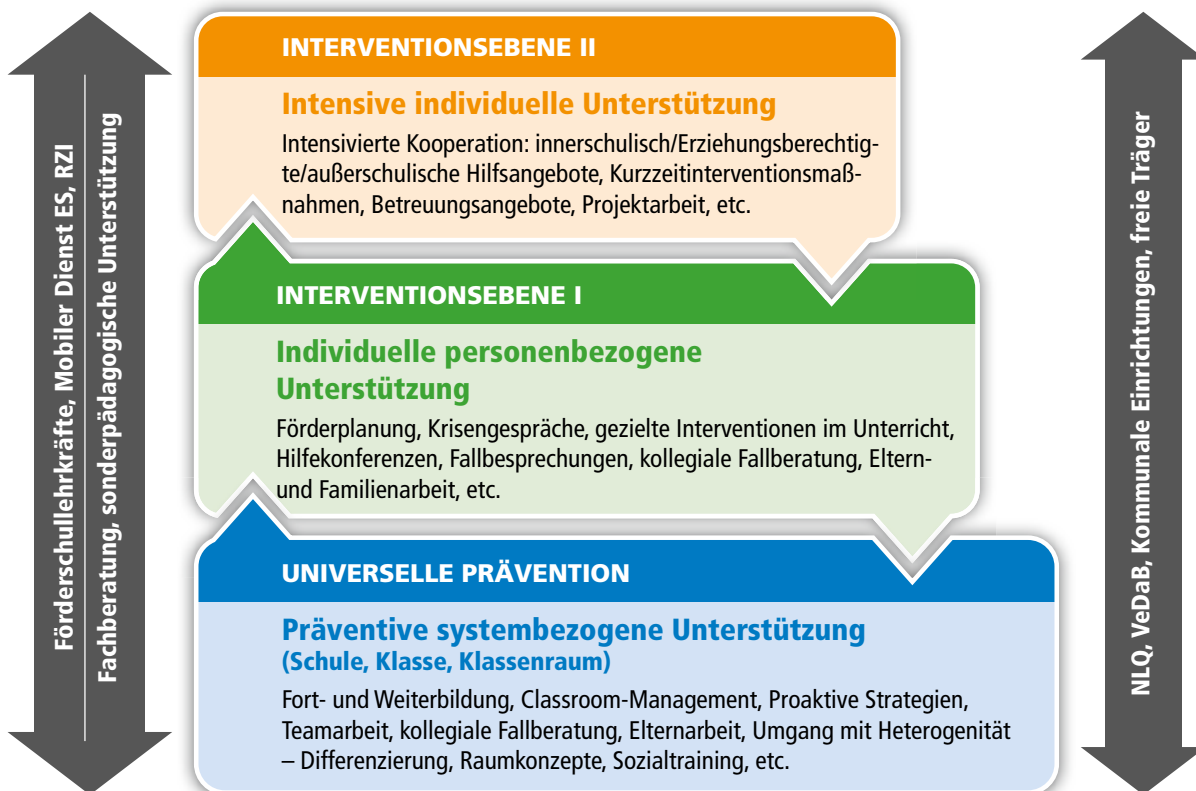 Förderschullehrkräfte, Mobiler Dienst ES, RZI
Fachberatung, sonderpädagogische Unterstützung
INTERVENTIONSEBENE II
Intensive individuelle Unterstützung
Intensivierte Kooperation: innerschulisch/Erziehungsberechtig-
te/außerschulische Hilfsangebote, Kurzzeitinterventionsmaß-
nahmen, Betreuungsangebote, Projektarbeit, etc.
INTERVENTIONSEBENE I
Individuelle personenbezogene
Unterstützung
Förderplanung, Krisengespräche, gezielte Interventionen im Unterricht,
Hilfekonferenzen, Fallbesprechungen, kollegiale Fallberatung, Eltern-
und Familienarbeit, etc.
UNIVERSELLE PRÄVENTION
Präventive systembezogene Unterstützung
(Schule, Klasse, Klassenraum)
Fort- und Weiterbildung, Classroom-Management, Proaktive Strategien,
Teamarbeit, kollegiale Fallberatung, Elternarbeit, Umgang mit Heterogenität
– Differenzierung, Raumkonzepte, Sozialtraining, etc.
NLQ, VeDaB, Kommunale Einrichtungen, freie Träger